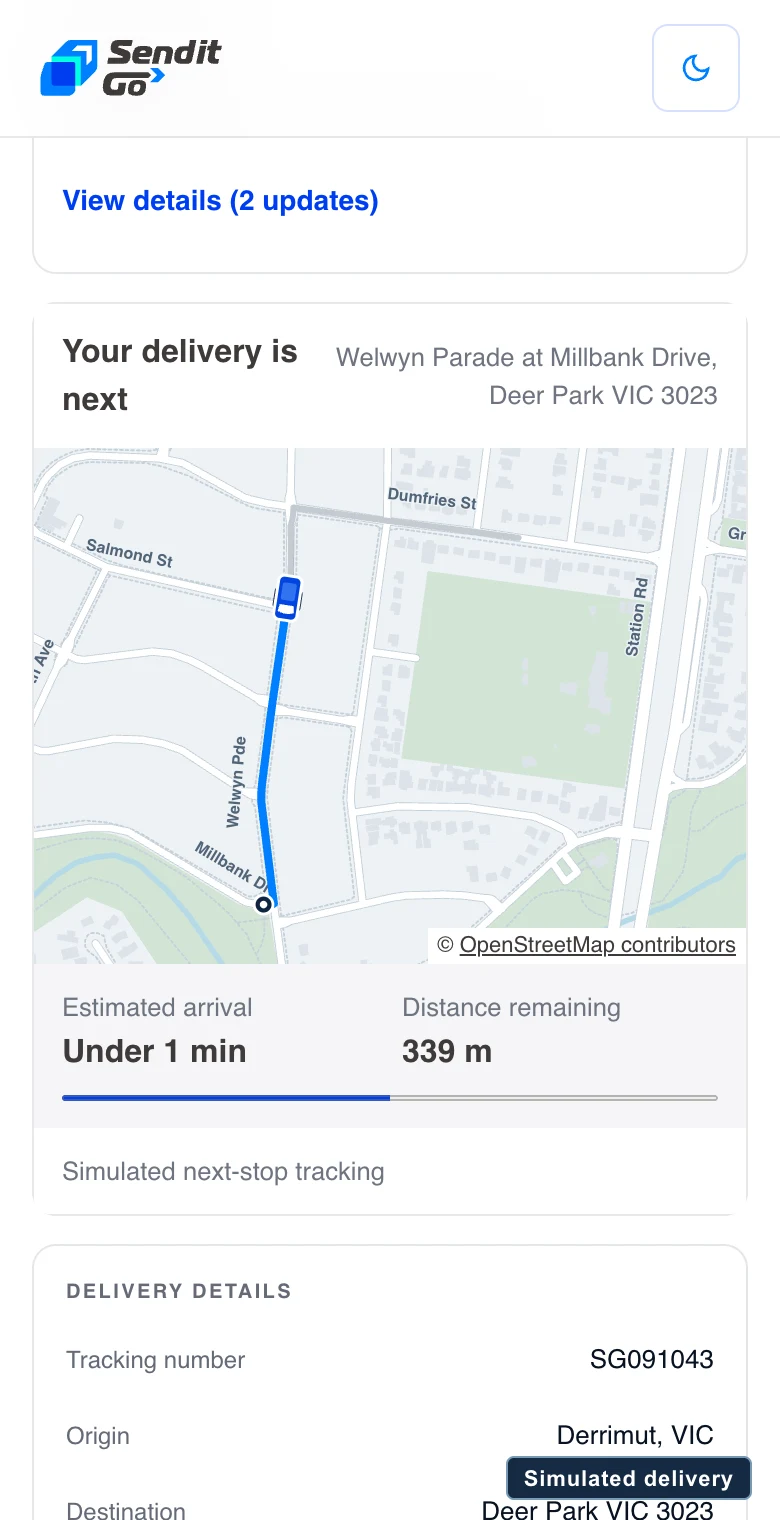 Sendit
Go
View details (2 updates)
Your delivery is
next
Welwyn Parade at Millbank Drive,
Deer Park VIC 3023
Dumfries St
Gr
Salmond St
Station Rd
Ave
Welwyn Pde
Millbank Dr
© OpenStreetMap contributors
Estimated arrival
Distance remaining
Under 1 min
339 m
Simulated next-stop tracking
DELIVERY DETAILS
Tracking number
SG091043
Origin
Derrimut, VIC
Simulated delivery
Destination
Deer Park VIC 3023